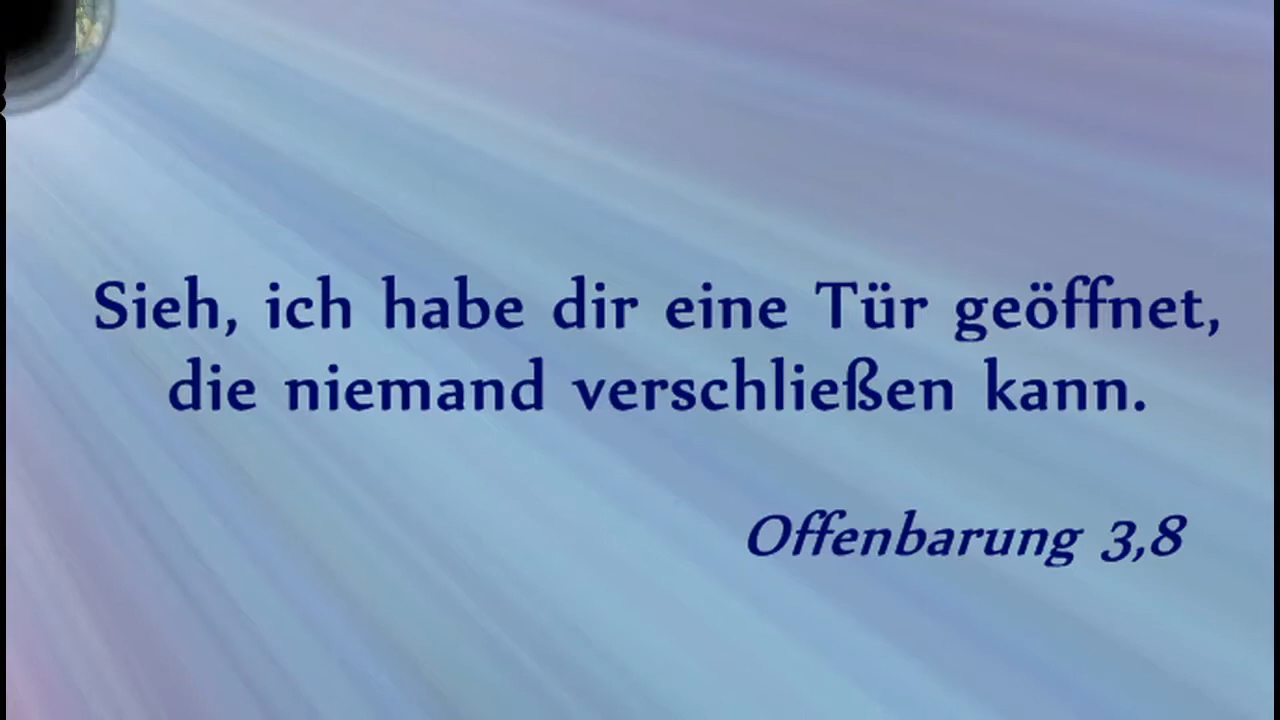 Sieh, ich habe dir eine Tür geöffnet,
die niemand verschließen kann.
Offenbarung 3,8